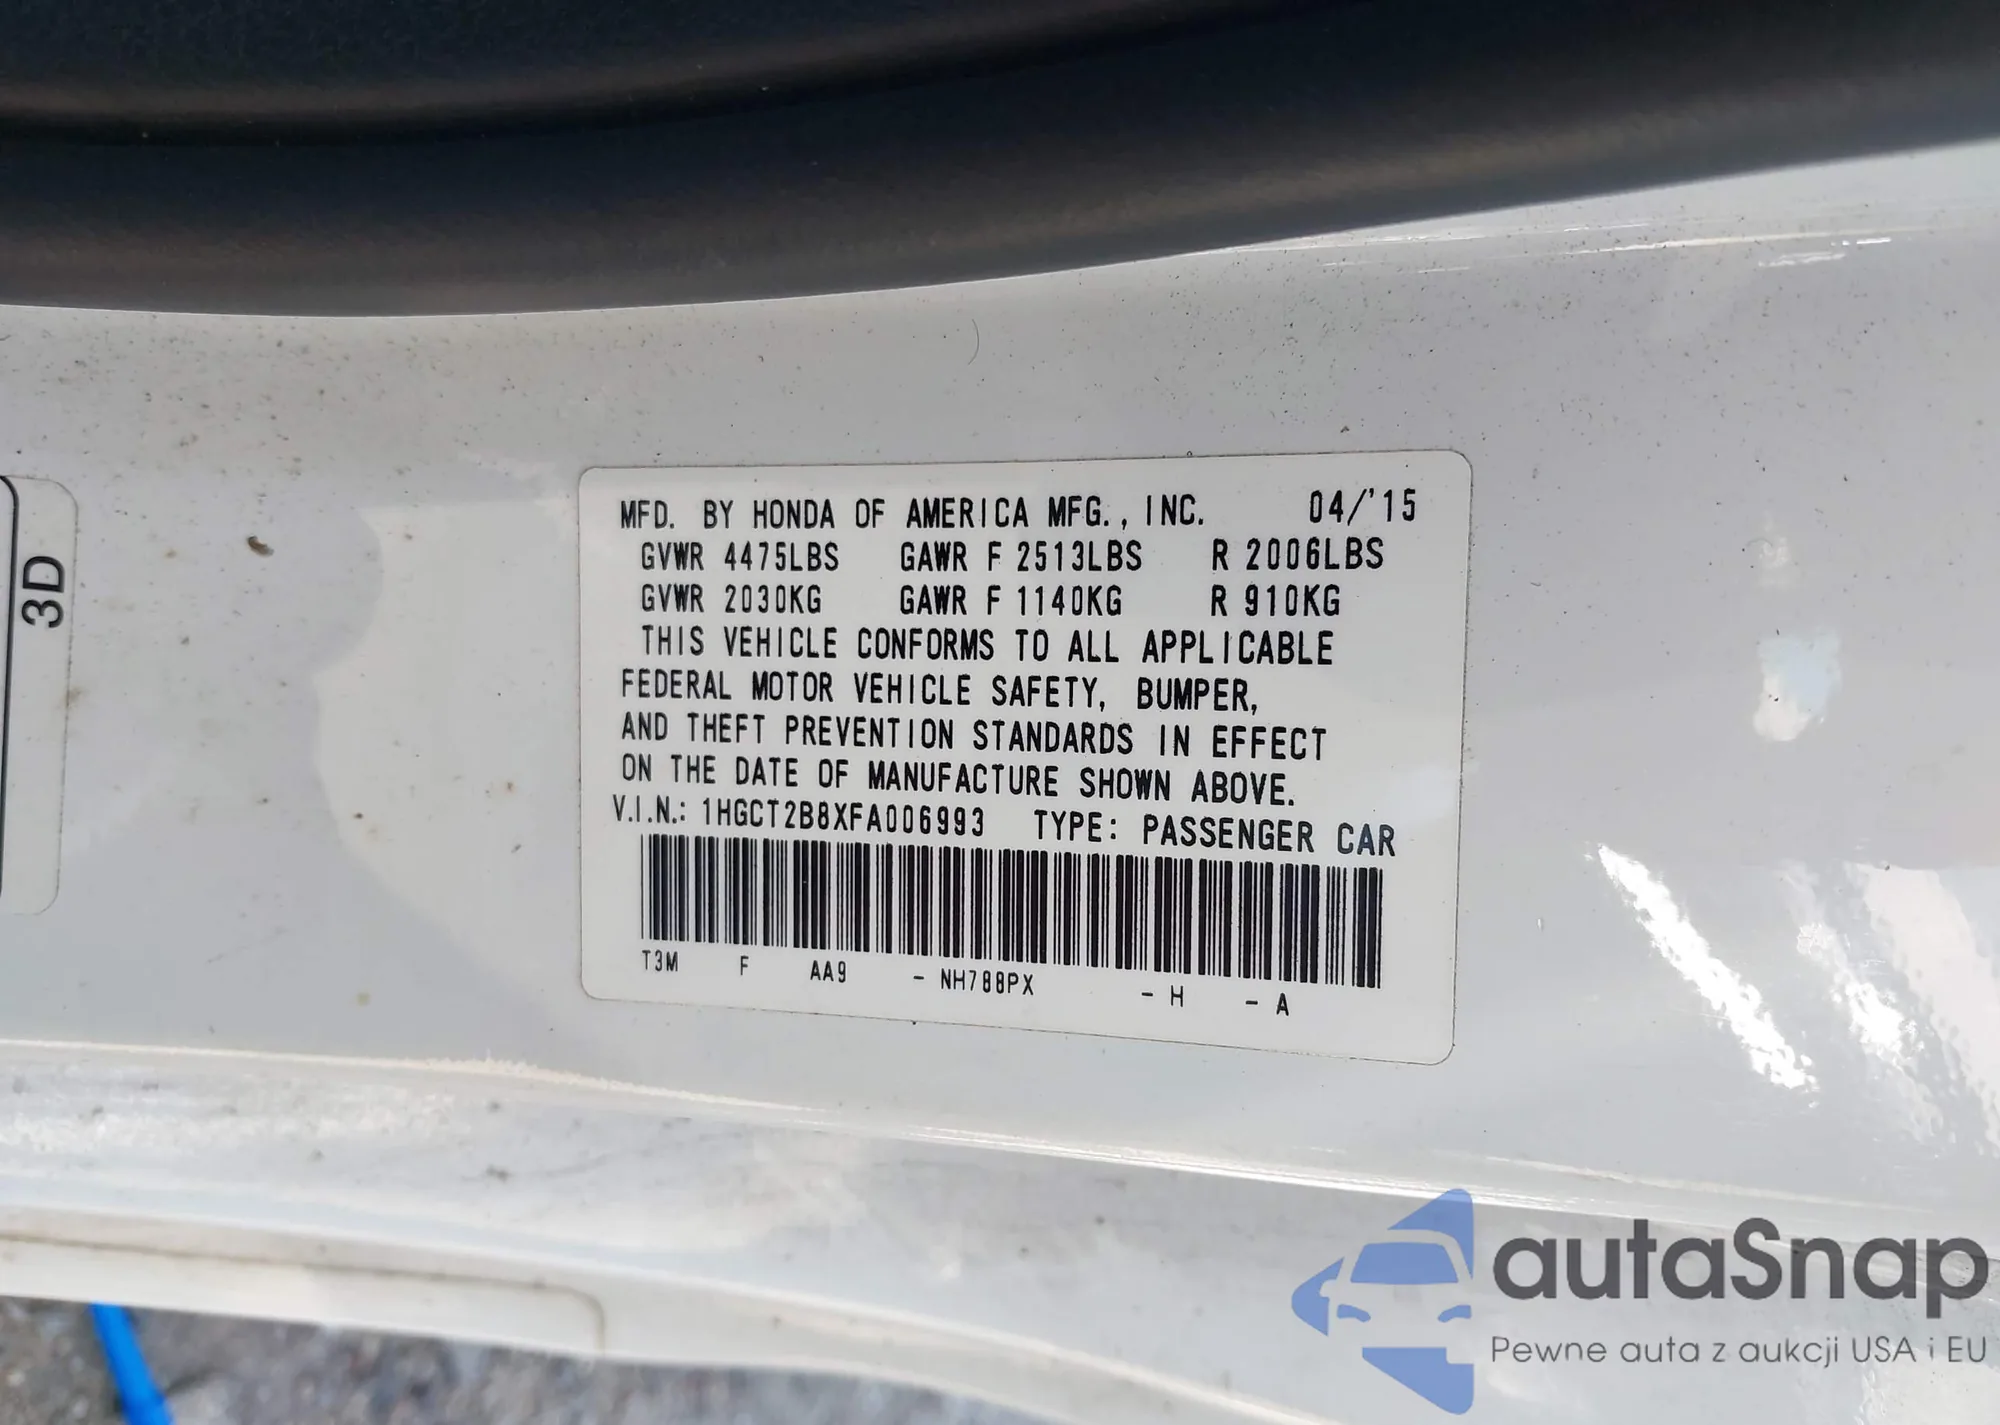 3D
MFD. BY HONDA OF AMERICA MFG., INC. 04/'15
GVWR 4475LBS GAWR F 2513LBS R 2006LBS
GVWR 2030KG GAWR F 1140KG R 910KG
THIS VEHICLE CONFORMS TO ALL APPLICABLE
FEDERAL MOTOR VEHICLE SAFETY, BUMPER,
AND THEFT PREVENTION STANDARDS IN EFFECT
ON THE DATE OF MANUFACTURE SHOWN ABOVE.
V.I.N.: 1HGCT2B8XFA006993 TYPE: PASSENGER CAR
T3M F AA9 - NH788PX - H - A
autaSnap
Pewne auta z aukcji USA i EU